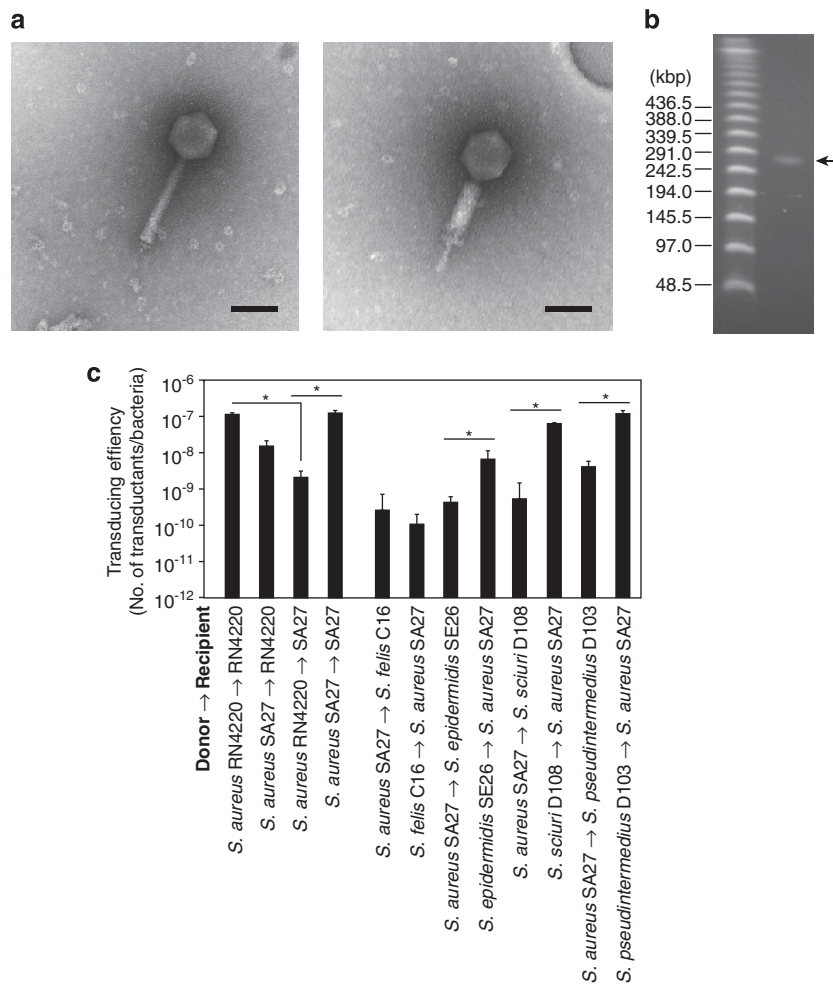 a
b
(kbp)
436.5
388.0
339.5
291.0
242.5
194.0
145.5
97.0
48.5
c
Transducing effiency
(No. of transductants/bacteria)
10-6
10-7
10-8
10-9
10-10
10-11
10-12
*
*
*
*
*
Donor → Recipient
S. aureus RN4220 → RN4220
S. aureus SA27 → RN4220
S. aureus RN4220 → SA27
S. aureus SA27 → SA27
S. aureus SA27 → S. felis C16
S. felis C16 → S. aureus SA27
S. aureus SA27 → S. epidermidis SE26
S. epidermidis SE26 → S. aureus SA27
S. aureus SA27 → S. sciuri D108
S. sciuri D108 → S. aureus SA27
S. aureus SA27 → S. pseudintermedius D103
S. pseudintermedius D103 → S. aureus SA27